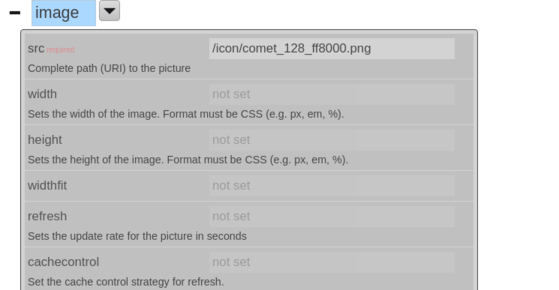 image
src required /icon/comet_128_ff8000.png
Complete path (URI) to the picture
width not set
Sets the width of the image. Format must be CSS (e.g. px, em, %).
height not set
Sets the height of the image. Format must be CSS (e.g. px, em, %).
widthfit not set
refresh not set
Sets the update rate for the picture in seconds
cachecontrol not set
Set the cache control strategy for refresh.